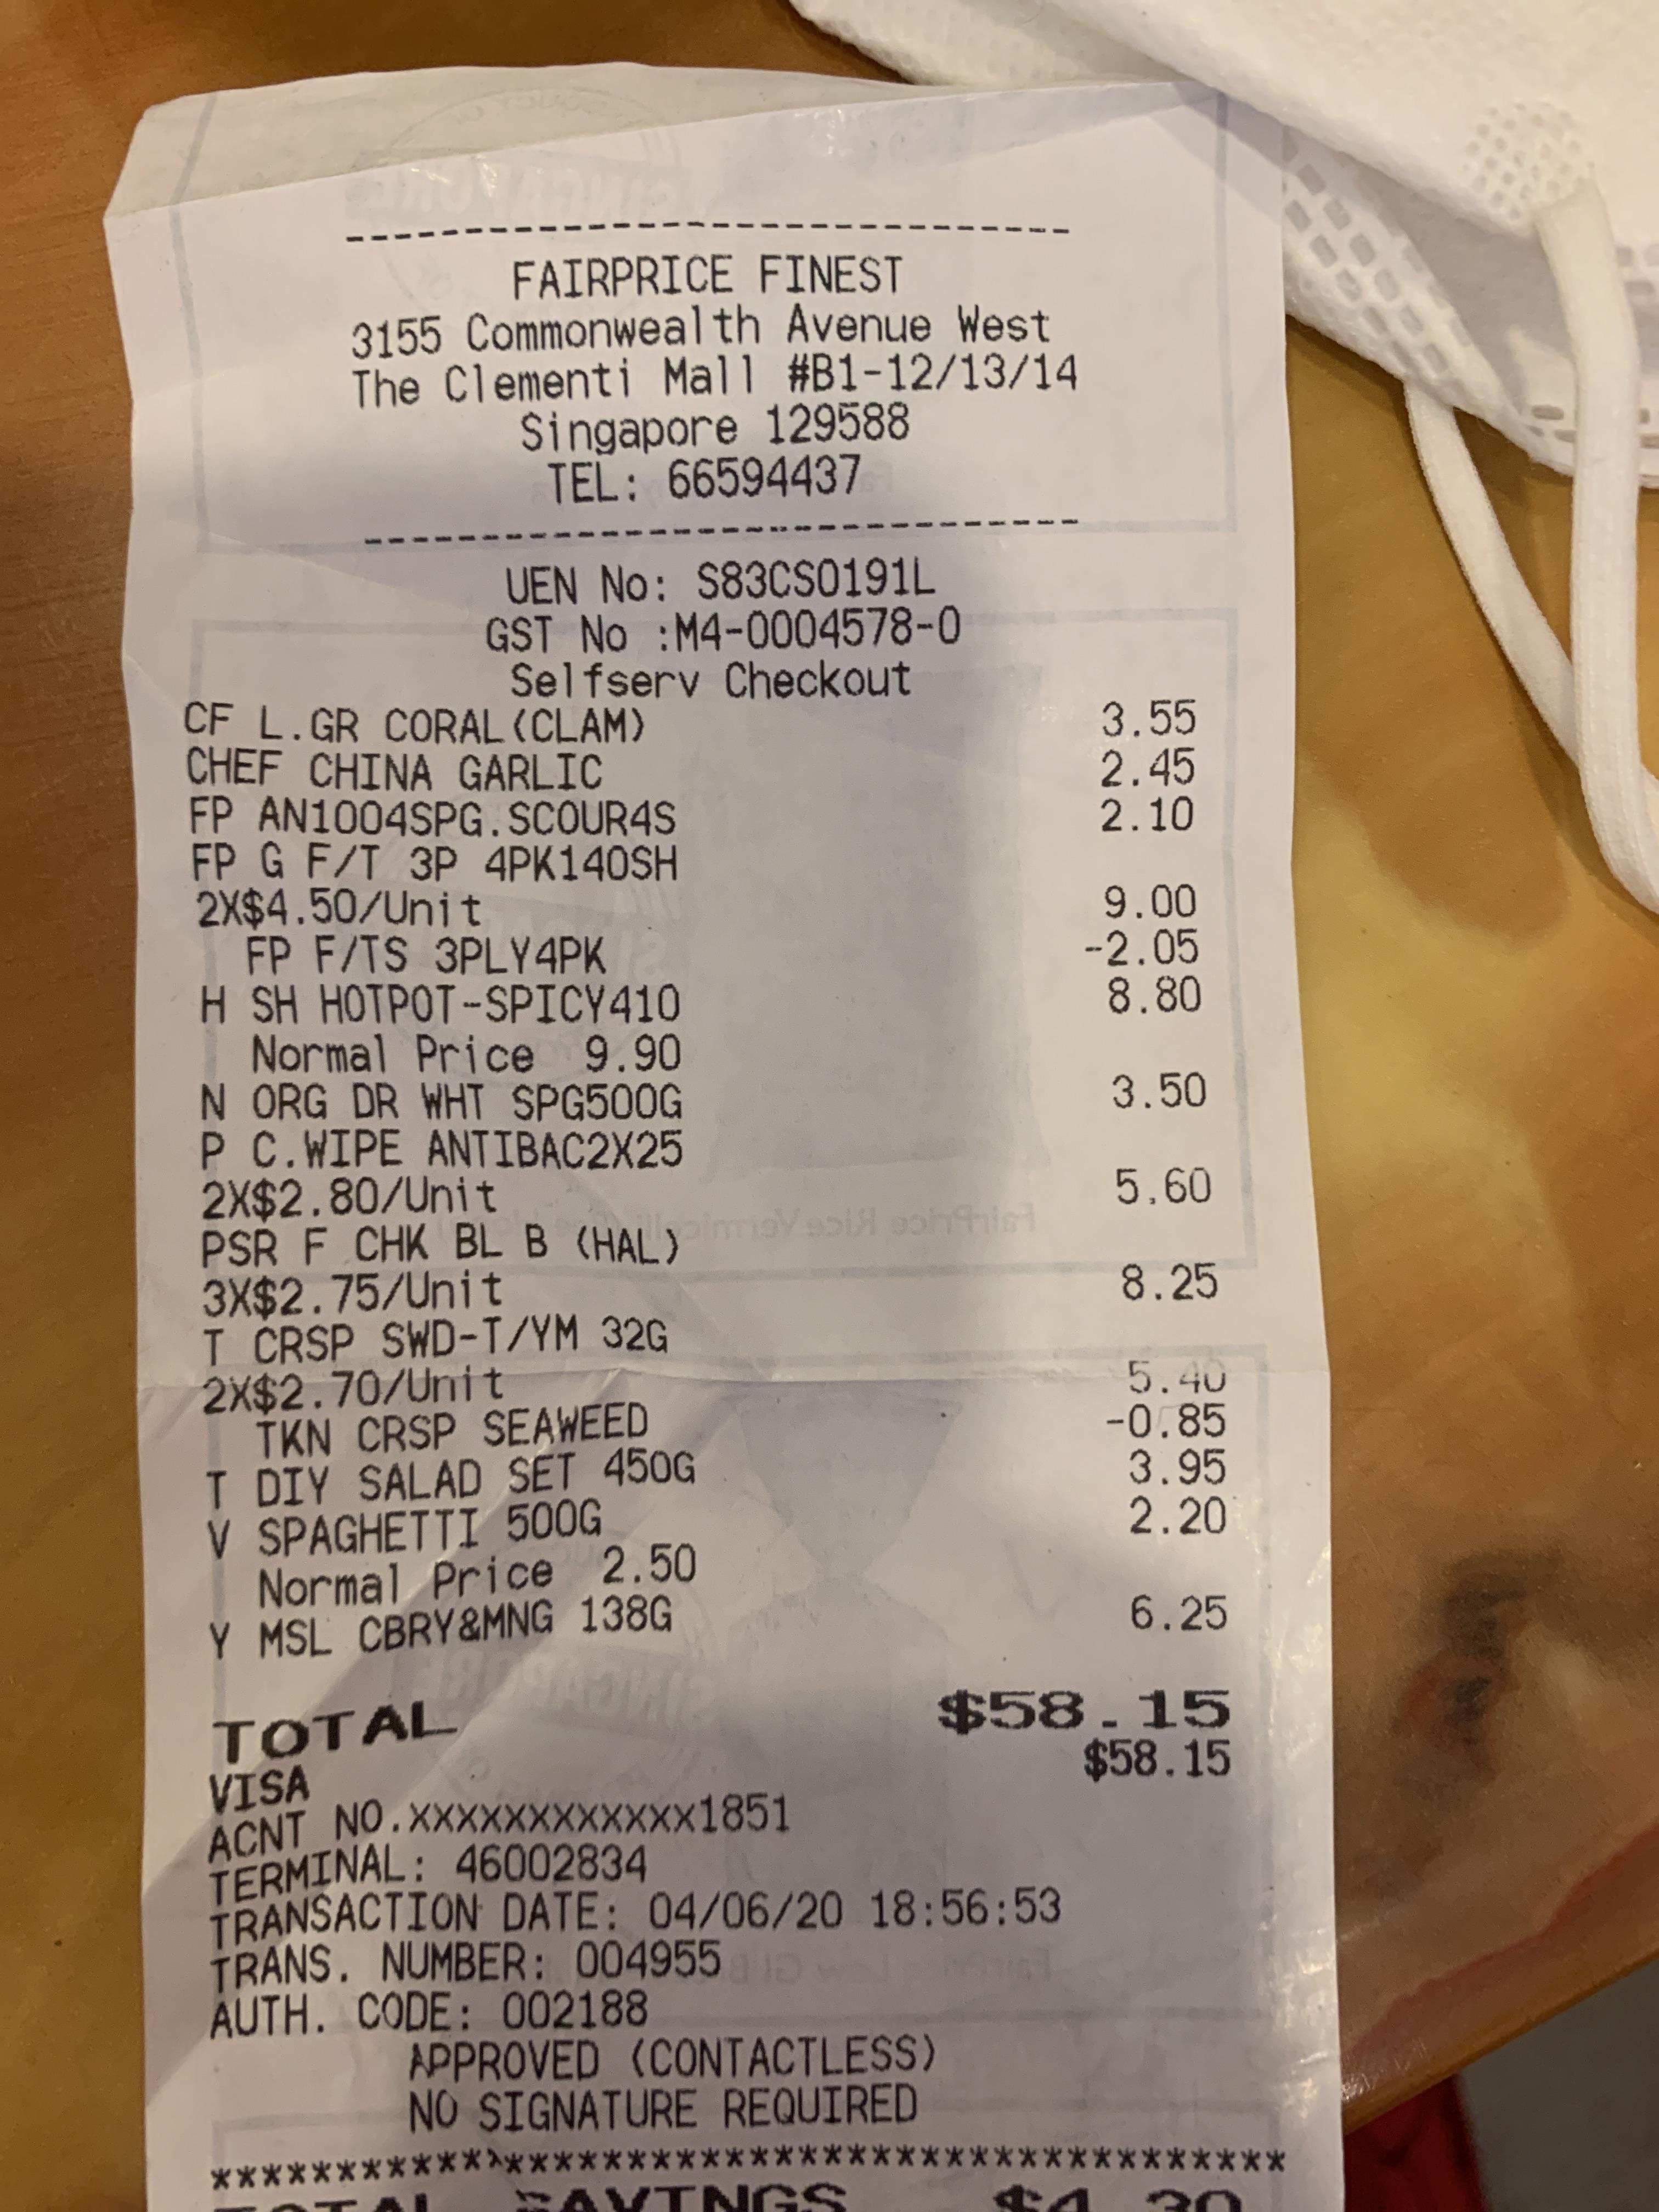 --------------------------------
FAIRPRICE FINEST
3155 Commonwealth Avenue West
The Clementi Mall #B1-12/13/14
Singapore 129588
TEL: 66594437
--------------------------------
UEN No: S83CS0191L
GST No :M4-0004578-0
Selfserv Checkout
CF L.GR CORAL(CLAM) 3.55
CHEF CHINA GARLIC 2.45
FP AN1004SPG.SCOUR4S 2.10
FP G F/T 3P 4PK140SH
2X$4.50/Unit 9.00
FP F/TS 3PLY4PK -2.05
H SH HOTPOT-SPICY410 8.80
Normal Price 9.90
N ORG DR WHT SPG500G 3.50
P C.WIPE ANTIBAC2X25
2X$2.80/Unit 5.60
PSR F CHK BL B (HAL)
3X$2.75/Unit 8.25
T CRSP SWD-T/YM 32G
2X$2.70/Unit 5.40
TKN CRSP SEAWEED -0.85
T DIY SALAD SET 450G 3.95
V SPAGHETTI 500G 2.20
Normal Price 2.50
Y MSL CBRY&MNG 138G 6.25
TOTAL $58.15
VISA $58.15
ACNT NO.XXXXXXXXXXXX1851
TERMINAL: 46002834
TRANSACTION DATE: 04/06/20 18:56:53
TRANS. NUMBER: 004955
AUTH. CODE: 002188
APPROVED (CONTACTLESS)
NO SIGNATURE REQUIRED
*******************************************
TOTAL SAVINGS $4.30